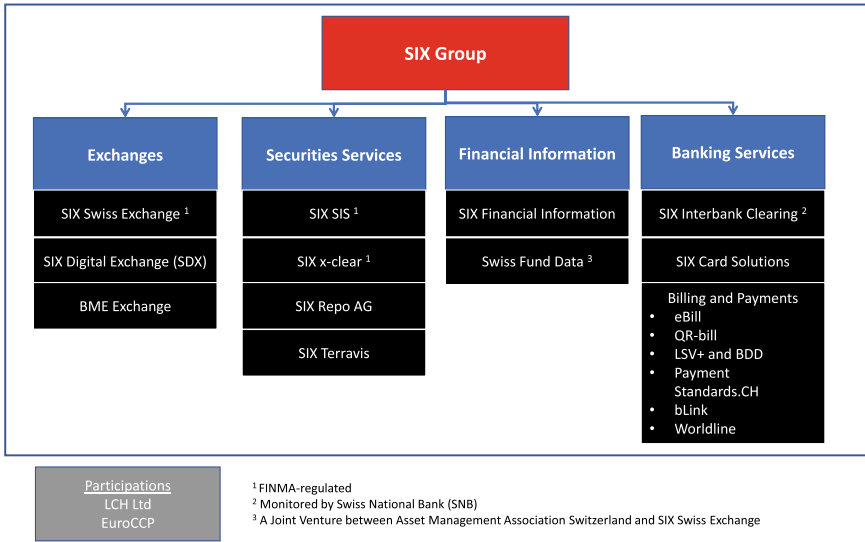 SIX Group
Exchanges
SIX Swiss Exchange ¹
SIX Digital Exchange (SDX)
BME Exchange
Securities Services
SIX SIS ¹
SIX x-clear ¹
SIX Repo AG
SIX Terravis
Financial Information
SIX Financial Information
Swiss Fund Data ³
Banking Services
SIX Interbank Clearing ²
SIX Card Solutions
Billing and Payments
• eBill
• QR-bill
• LSV+ and BDD
• Payment
Standards.CH
• bLink
• Worldline
Participations
LCH Ltd
EuroCCP
¹ FINMA-regulated
² Monitored by Swiss National Bank (SNB)
³ A Joint Venture between Asset Management Association Switzerland and SIX Swiss Exchange